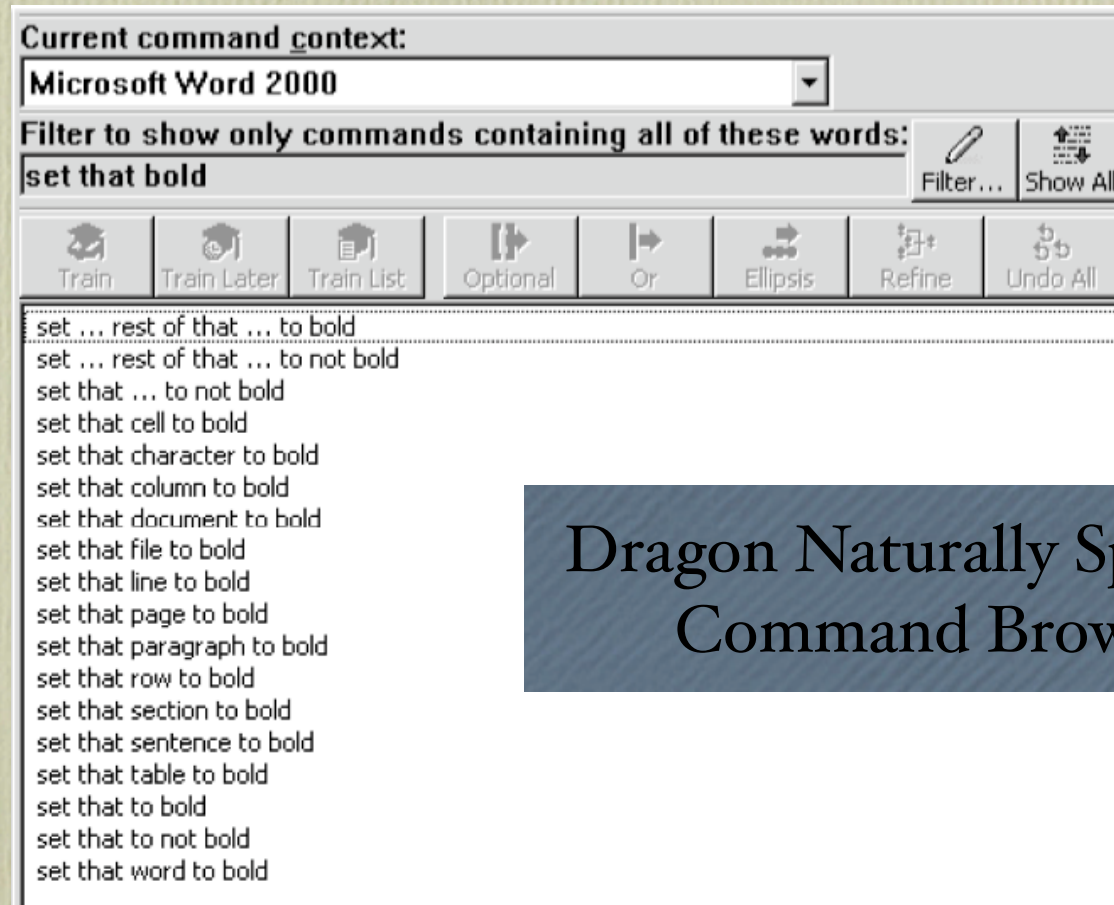 Current command context:
Microsoft Word 2000
Filter to show only commands containing all of these words:
set that bold
Filter...
Show All
Train
Train Later
Train List
Optional
Or
Ellipsis
Refine
Undo All
set ... rest of that ... to bold
set ... rest of that ... to not bold
set that ... to not bold
set that cell to bold
set that character to bold
set that column to bold
set that document to bold
set that file to bold
set that line to bold
set that page to bold
set that paragraph to bold
set that row to bold
set that section to bold
set that sentence to bold
set that table to bold
set that to bold
set that to not bold
set that word to bold
Dragon Naturally
Command